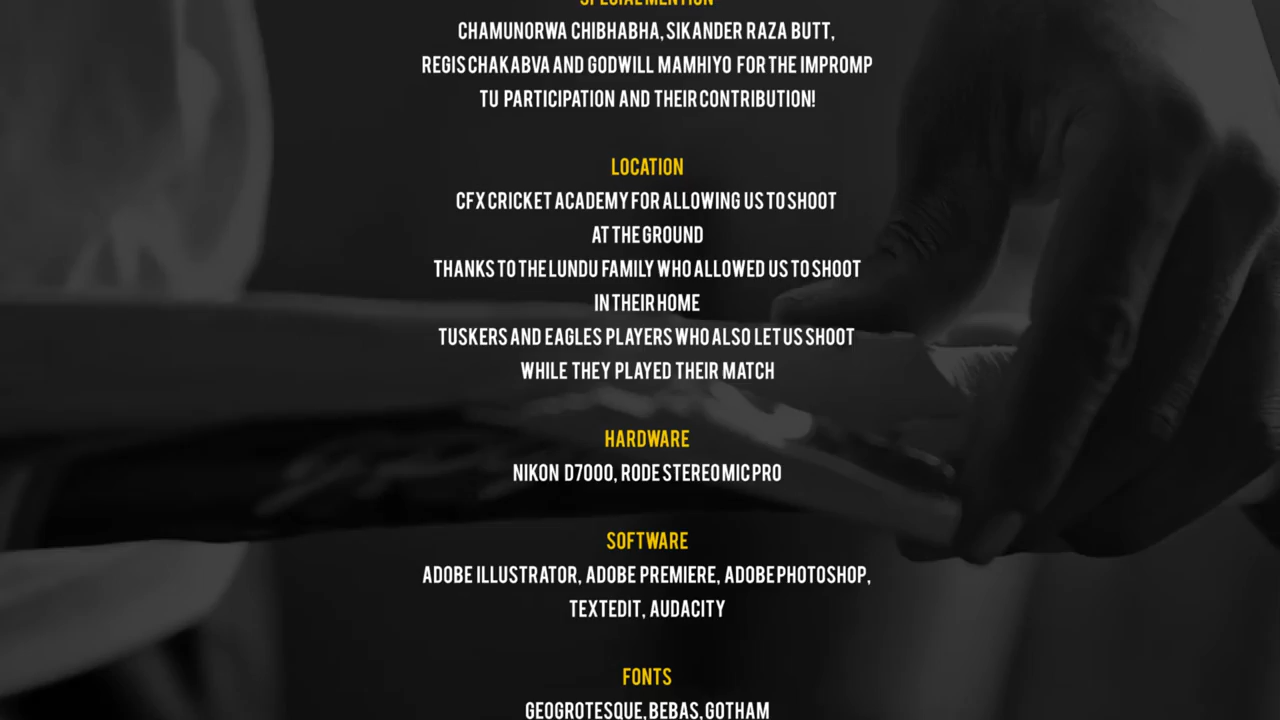 SPECIAL MENTION
CHAMUNORWA CHIBHABHA, SIKANDER RAZA BUTT,
REGIS CHAKABVA AND GODWILL MAMHIYO FOR THE IMPROMP
TU PARTICIPATION AND THEIR CONTRIBUTION!
LOCATION
CFX CRICKET ACADEMY FOR ALLOWING US TO SHOOT
AT THE GROUND
THANKS TO THE LUNDU FAMILY WHO ALLOWED US TO SHOOT
IN THEIR HOME
TUSKERS AND EAGLES PLAYERS WHO ALSO LET US SHOOT
WHILE THEY PLAYED THEIR MATCH
HARDWARE
NIKON D7000, RODE STEREO MIC PRO
SOFTWARE
ADOBE ILLUSTRATOR, ADOBE PREMIERE, ADOBE PHOTOSHOP,
TEXTEDIT, AUDACITY
FONTS
GEOGROTESQUE, BEBAS, GOTHAM